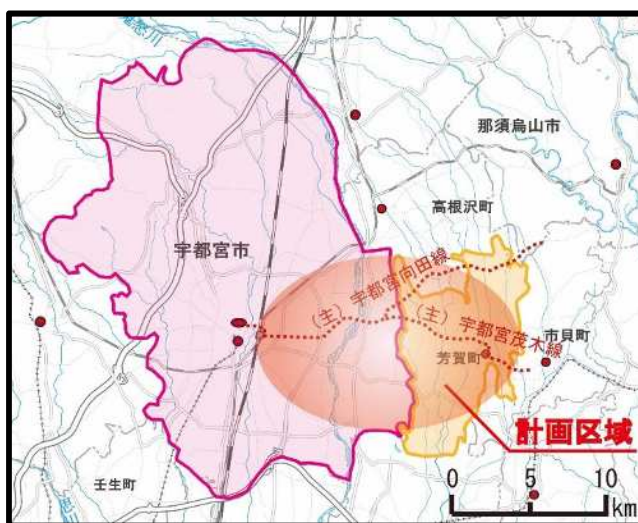 那須烏山市
高根沢町
宇都宮市
(主)宇都宮向田線
(主)宇都宮茂木線
市貝町
芳賀町
計画区域
壬生町
0 5 10
km